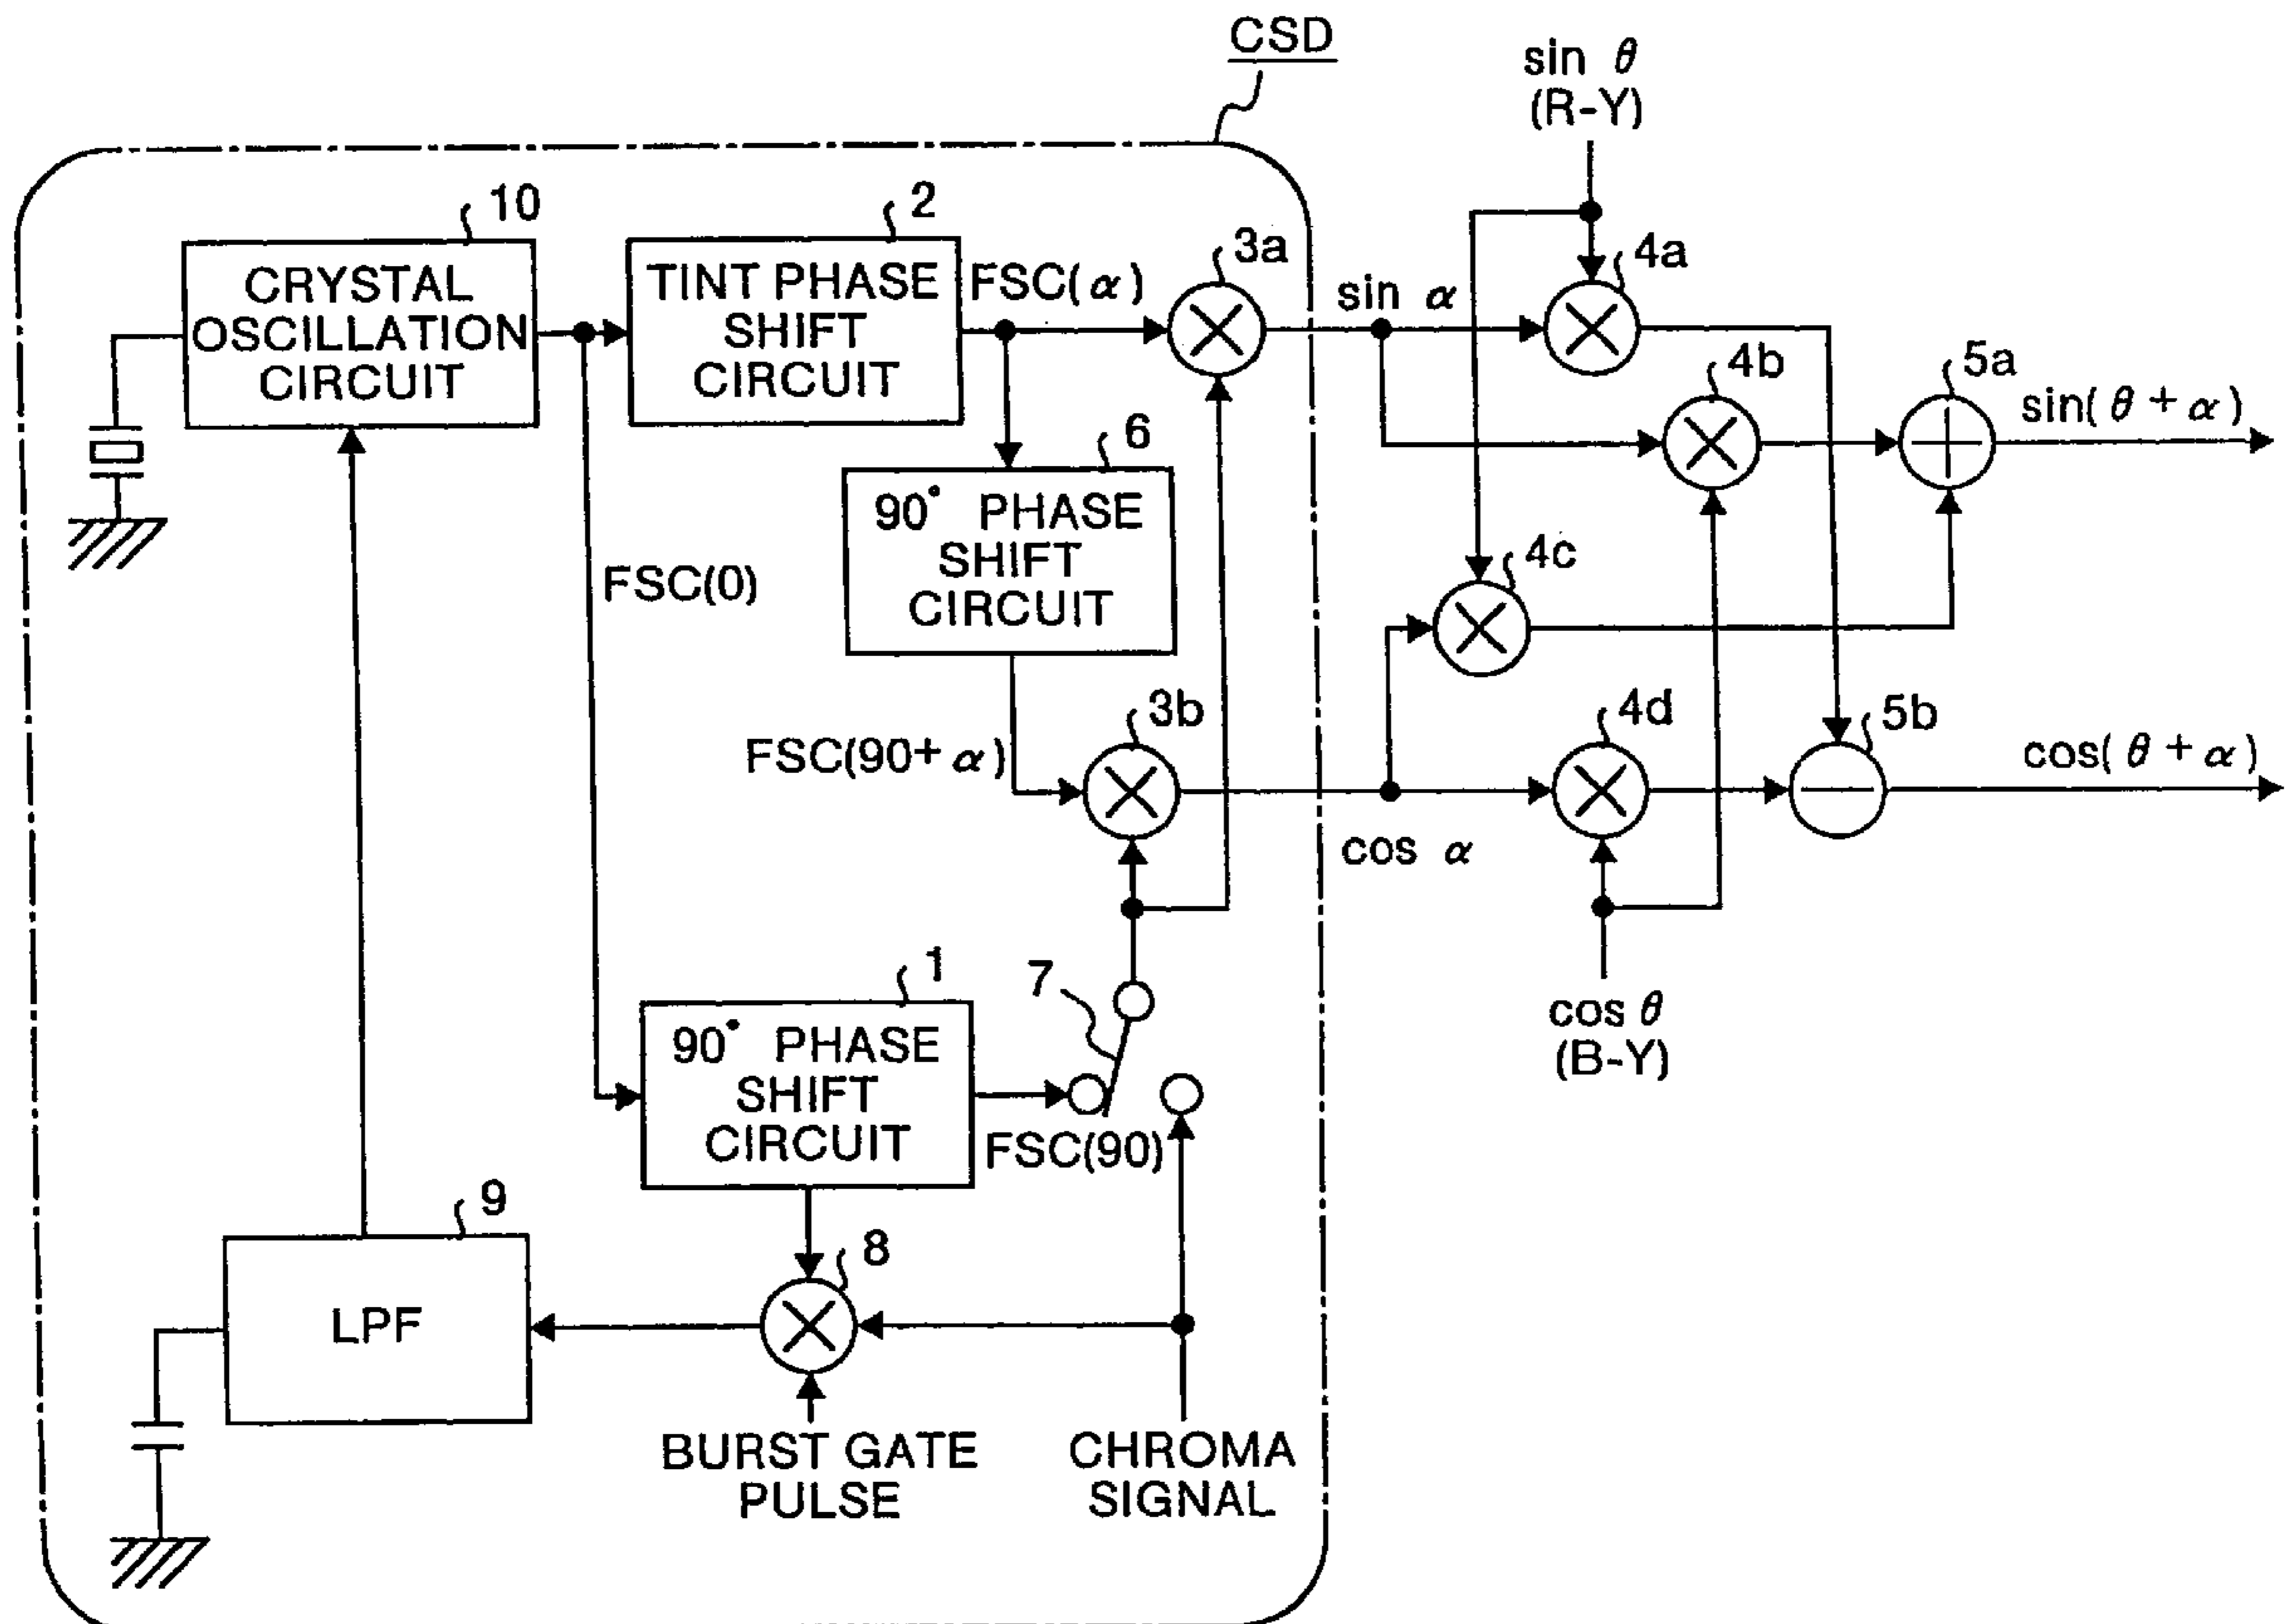 CSD
sin θ
(R-Y)
10
2
3a
4a
CRYSTAL
OSCILLATION
CIRCUIT
TINT PHASE
SHIFT
CIRCUIT
FSC(α)
sin α
4b
5a
sin(θ+α)
6
90° PHASE
SHIFT
CIRCUIT
FSC(0)
4c
3b
4d
5b
FSC(90+α)
cos(θ+α)
cos α
1
7
90° PHASE
SHIFT
CIRCUIT
FSC(90)
cos θ
(B-Y)
9
8
LPF
BURST GATE
PULSE
CHROMA
SIGNAL